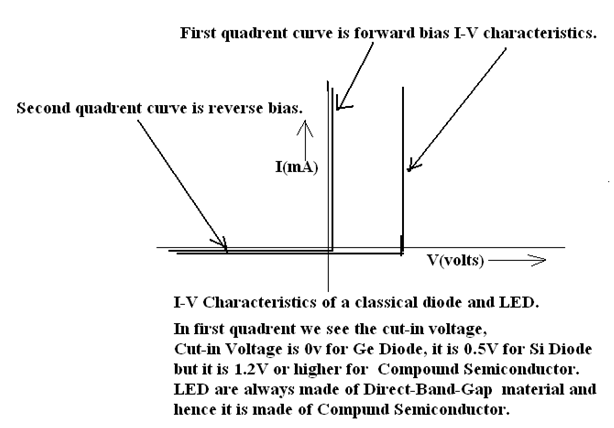 First quadrent curve is forward bias I-V characteristics.
Second quadrent curve is reverse bias.
I(mA)
V(volts)
I-V Characteristics of a classical diode and LED.
In first quadrent we see the cut-in voltage,
Cut-in Voltage is 0v for Ge Diode, it is 0.5V for Si Diode
but it is 1.2V or higher for Compound Semiconductor.
LED are always made of Direct-Band-Gap material and
hence it is made of Compund Semiconductor.